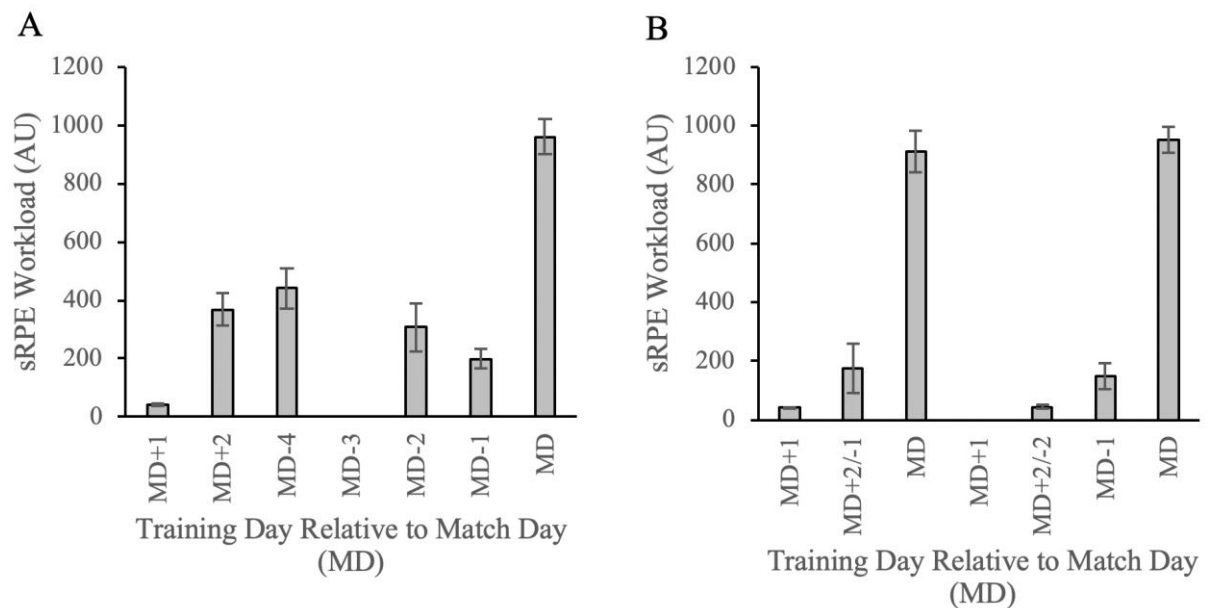 A
sRPE Workload (AU)
1200
1000
800
600
400
200
0
MD+1
MD+2
MD-4
MD-3
MD-2
MD-1
MD
Training Day Relative to Match Day
(MD)
B
sRPE Workload (AU)
1200
1000
800
600
400
200
0
MD+1
MD+2/-1
MD
MD+1
MD+2/-2
MD-1
MD
Training Day Relative to Match Day
(MD)